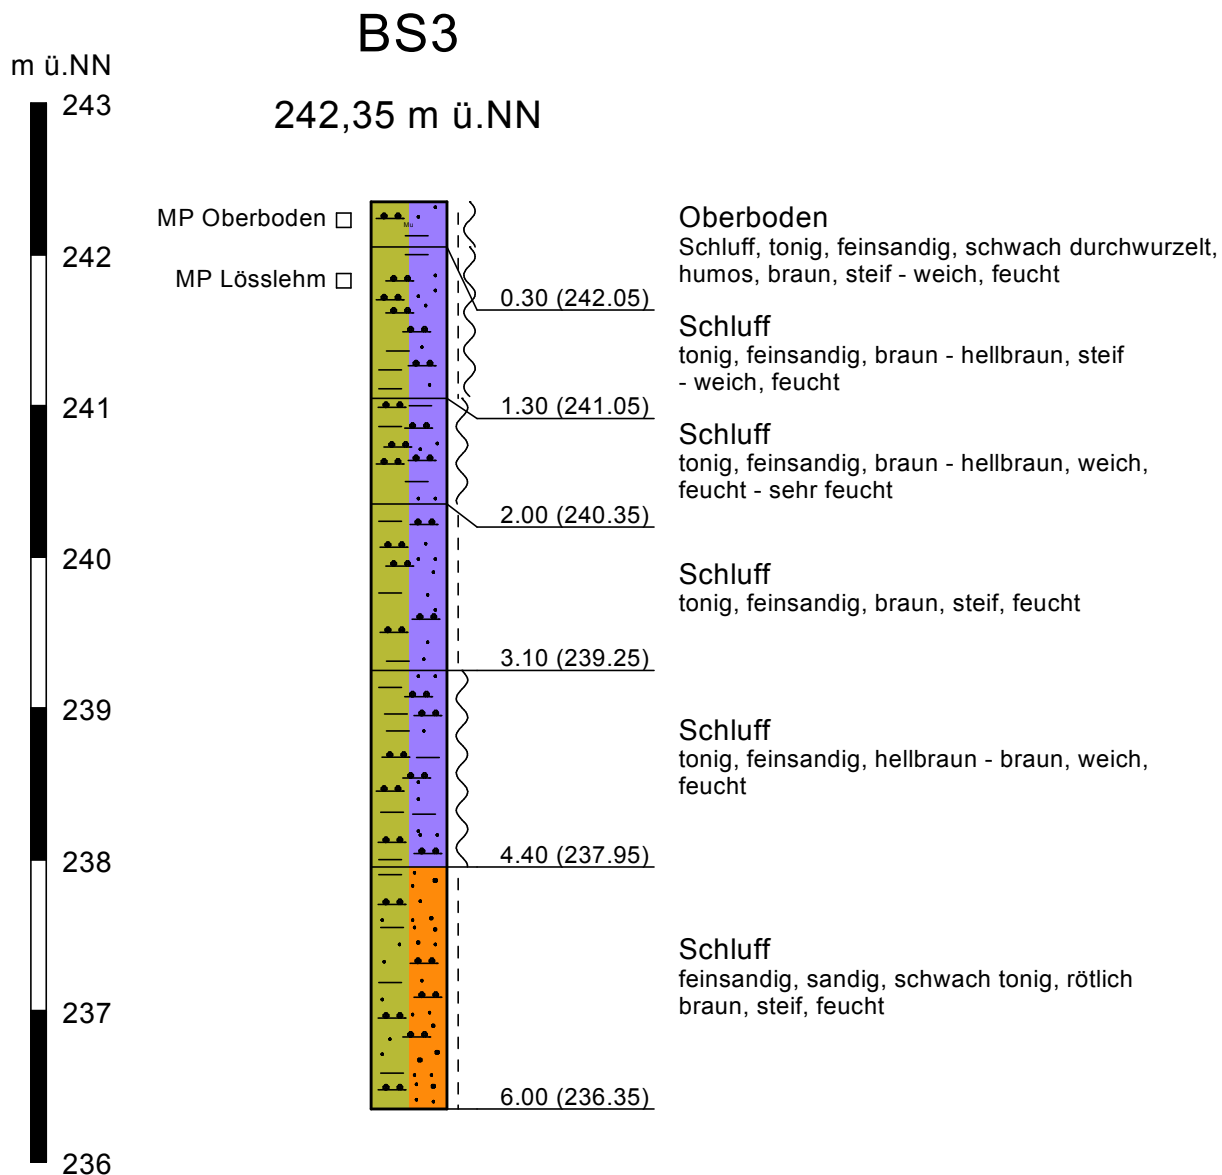 BS3
m ü.NN
242,35 m ü.NN
243
MP Oberboden
Mu
Oberboden
Schluff, tonig, feinsandig, schwach durchwurzelt,
humos, braun, steif - weich, feucht
242
MP Lösslehm
0.30 (242.05)
Schluff
tonig, feinsandig, braun - hellbraun, steif
- weich, feucht
241
1.30 (241.05)
Schluff
tonig, feinsandig, braun - hellbraun, weich,
feucht - sehr feucht
2.00 (240.35)
240
Schluff
tonig, feinsandig, braun, steif, feucht
3.10 (239.25)
239
Schluff
tonig, feinsandig, hellbraun - braun, weich,
feucht
4.40 (237.95)
238
Schluff
feinsandig, sandig, schwach tonig, rötlich
braun, steif, feucht
237
6.00 (236.35)
236